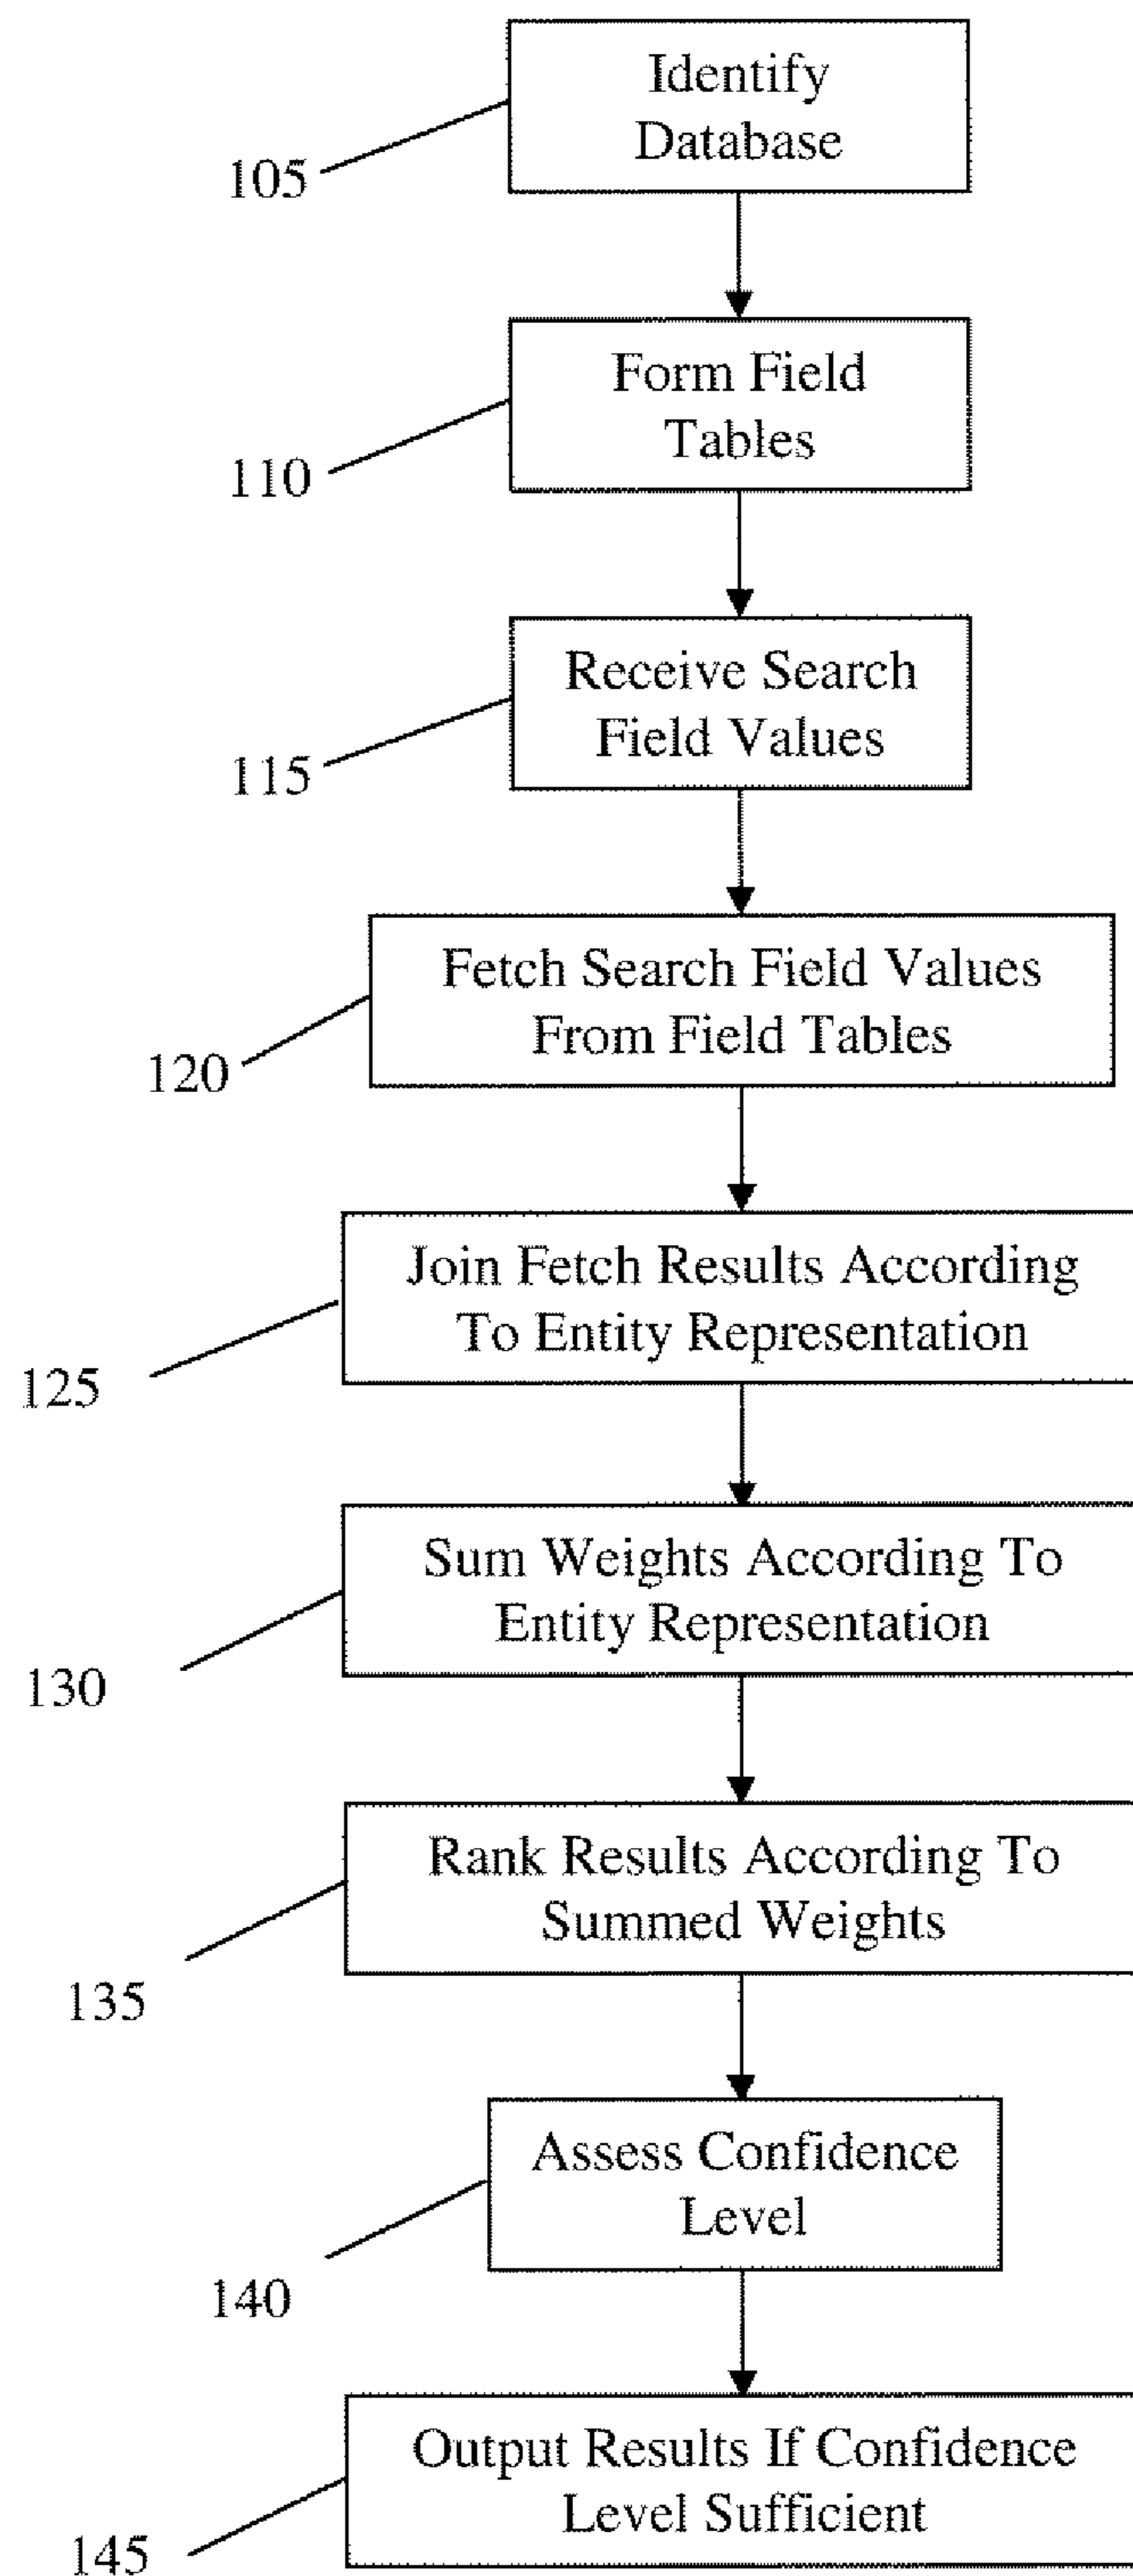 Identify
Database
105
Form Field
Tables
110
Receive Search
Field Values
115
Fetch Search Field Values
From Field Tables
120
Join Fetch Results According
To Entity Representation
125
Sum Weights According To
Entity Representation
130
Rank Results According To
Summed Weights
135
Assess Confidence
Level
140
Output Results If Confidence
Level Sufficient
145